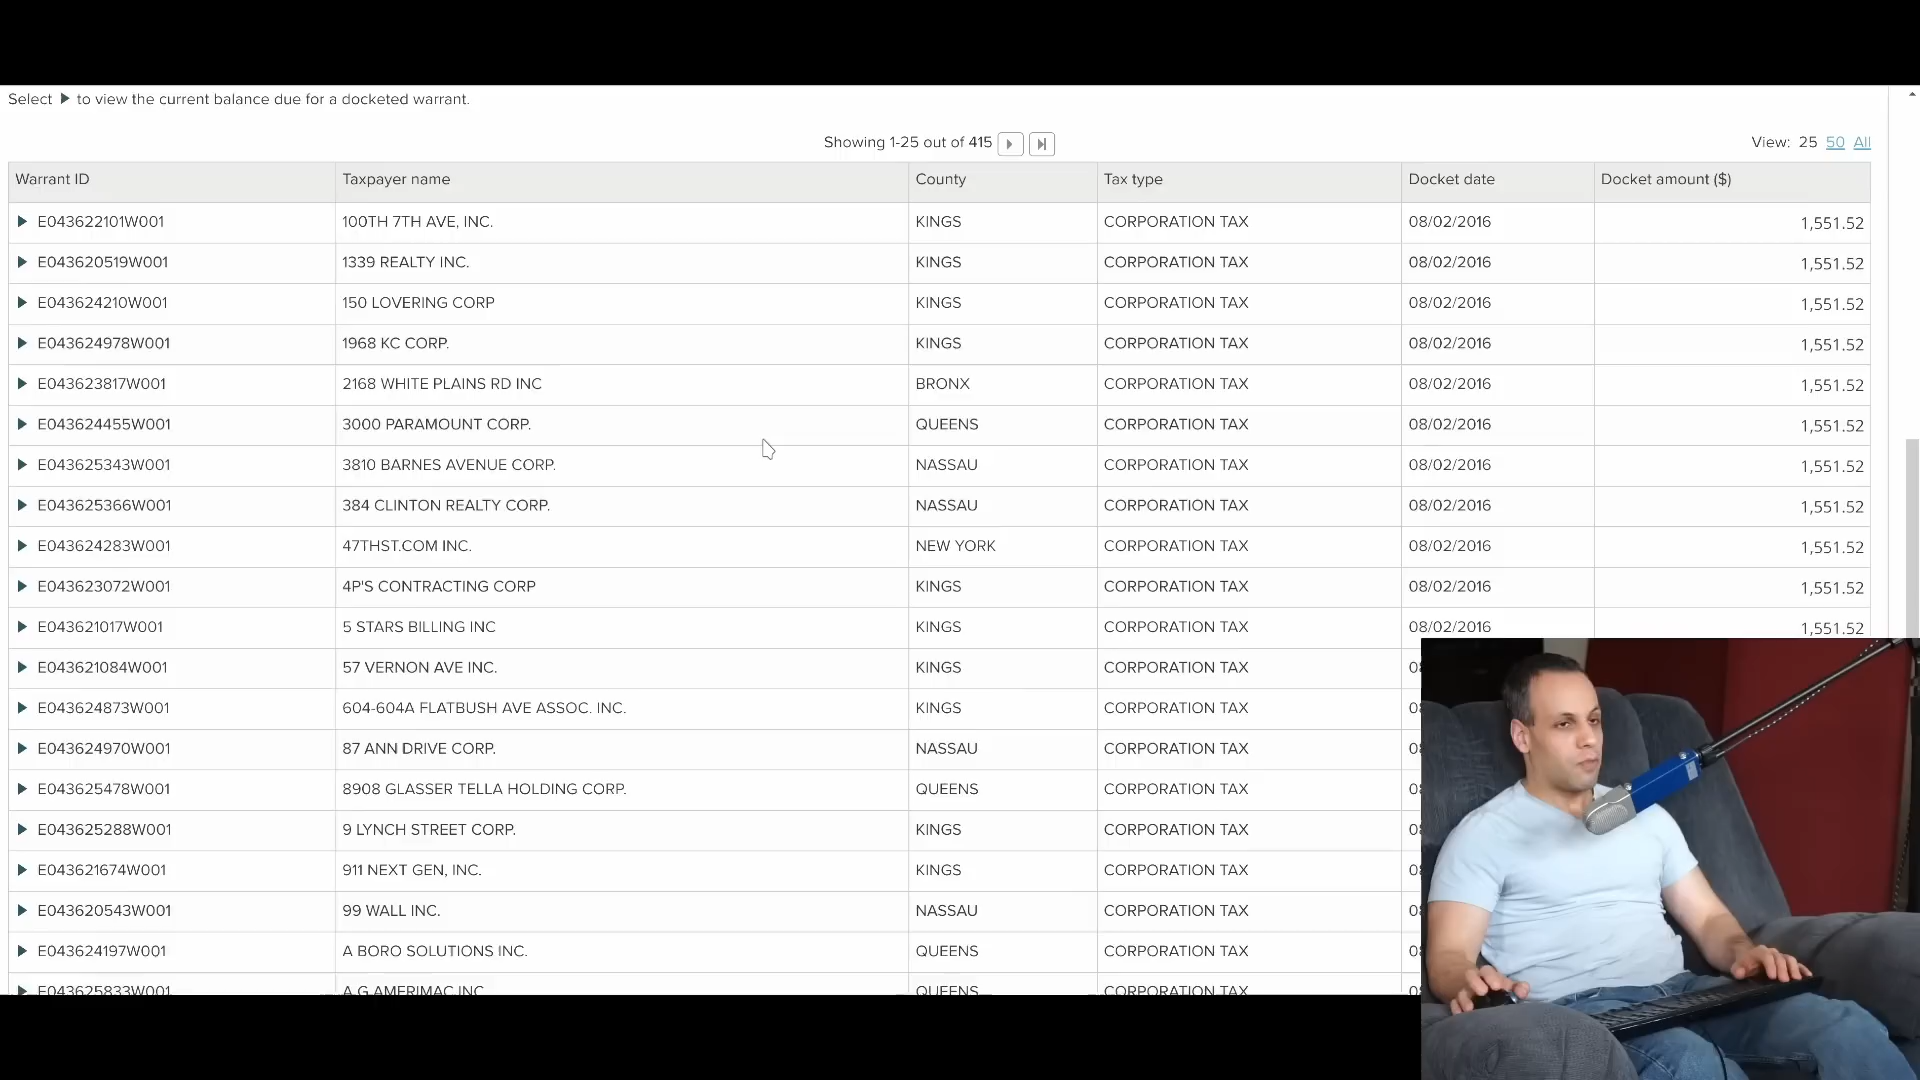 Select ▶ to view the current balance due for a docketed warrant.
Showing 1-25 out of 415
View: 25 50 All
Warrant ID Taxpayer name County Tax type Docket date Docket amount ($)
E043622101W001 100TH 7TH AVE, INC. KINGS CORPORATION TAX 08/02/2016 1,551.52
E043620519W001 1339 REALTY INC. KINGS CORPORATION TAX 08/02/2016 1,551.52
E043624210W001 150 LOVERING CORP KINGS CORPORATION TAX 08/02/2016 1,551.52
E043624978W001 1968 KC CORP. KINGS CORPORATION TAX 08/02/2016 1,551.52
E043623817W001 2168 WHITE PLAINS RD INC BRONX CORPORATION TAX 08/02/2016 1,551.52
E043624455W001 3000 PARAMOUNT CORP. QUEENS CORPORATION TAX 08/02/2016 1,551.52
E043625343W001 3810 BARNES AVENUE CORP. NASSAU CORPORATION TAX 08/02/2016 1,551.52
E043625366W001 384 CLINTON REALTY CORP. NASSAU CORPORATION TAX 08/02/2016 1,551.52
E043624283W001 47THST.COM INC. NEW YORK CORPORATION TAX 08/02/2016 1,551.52
E043623072W001 4P'S CONTRACTING CORP KINGS CORPORATION TAX 08/02/2016 1,551.52
E043621017W001 5 STARS BILLING INC KINGS CORPORATION TAX 08/02/2016 1,551.52
E043621084W001 57 VERNON AVE INC. KINGS CORPORATION TAX
E043624873W001 604-604A FLATBUSH AVE ASSOC. INC. KINGS CORPORATION TAX
E043624970W001 87 ANN DRIVE CORP. NASSAU CORPORATION TAX
E043625478W001 8908 GLASSER TELLA HOLDING CORP. QUEENS CORPORATION TAX
E043625288W001 9 LYNCH STREET CORP. KINGS CORPORATION TAX
E043621674W001 911 NEXT GEN, INC. KINGS CORPORATION TAX
E043620543W001 99 WALL INC. NASSAU CORPORATION TAX
E043624197W001 A BORO SOLUTIONS INC. QUEENS CORPORATION TAX
E043625833W001 A.G.AMERIMAC,INC QUEENS CORPORATION TAX